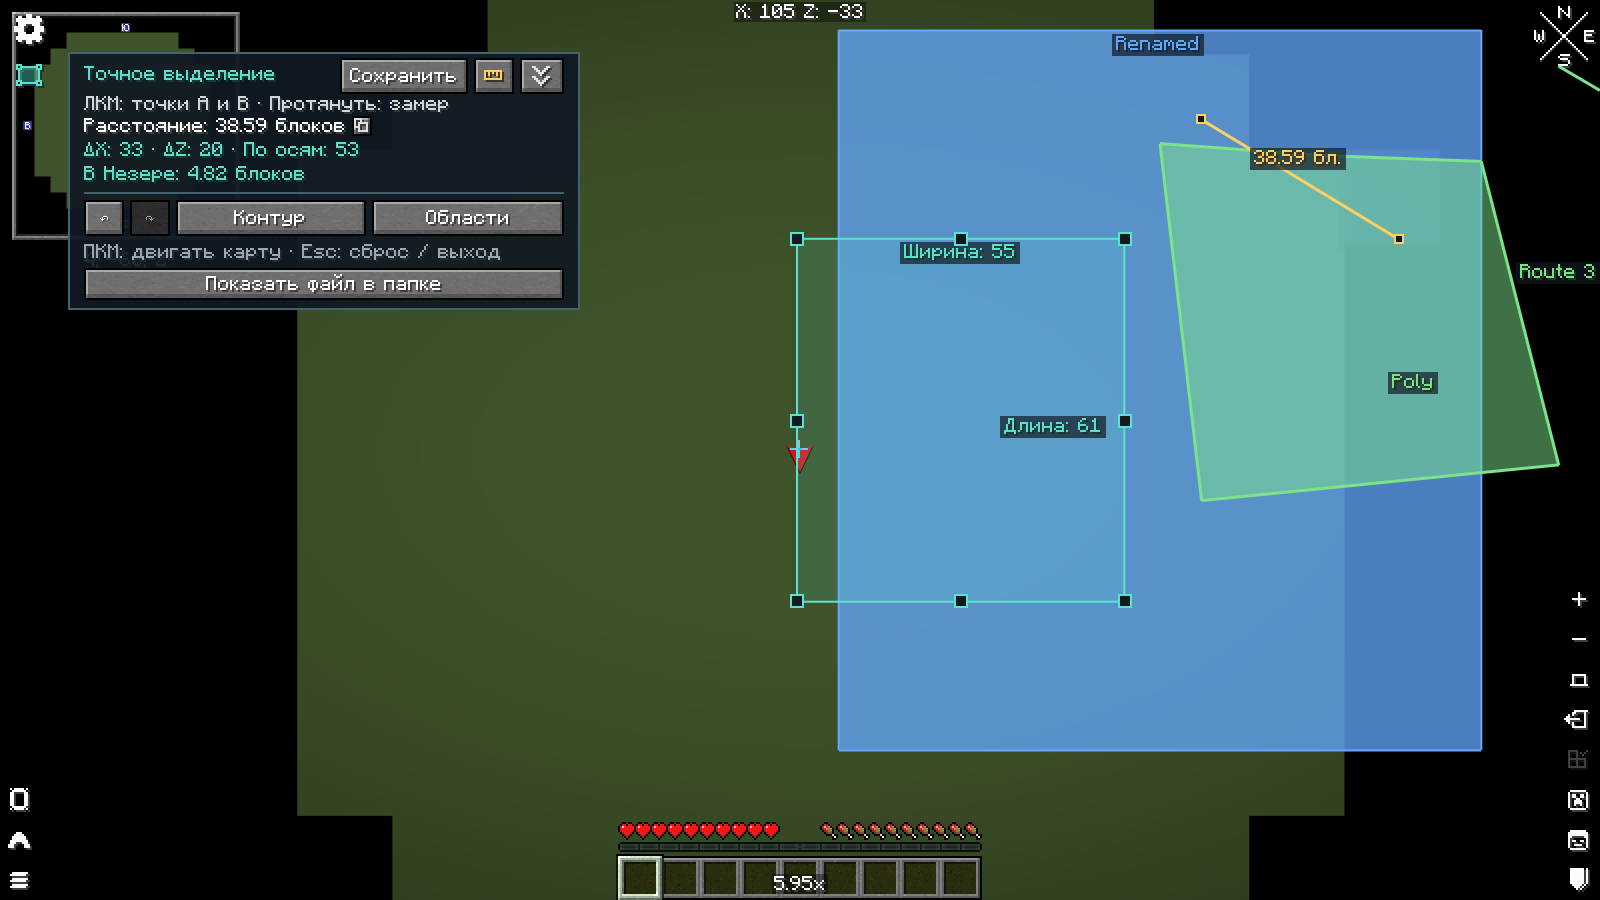 X: 105 Z: -33
N
W E
S
Ю
В
Точное выделение
Сохранить
ЛКМ: точки A и B · Протянуть: замер
Расстояние: 38.59 блоков
ΔX: 33 · ΔZ: 20 · По осям: 53
В Незере: 4.82 блоков
Контур
Области
ПКМ: двигать карту · Esc: сброс / выход
Показать файл в папке
Renamed
38.59 бл.
Ширина: 55
Route 3
Poly
Длина: 61
5.95x